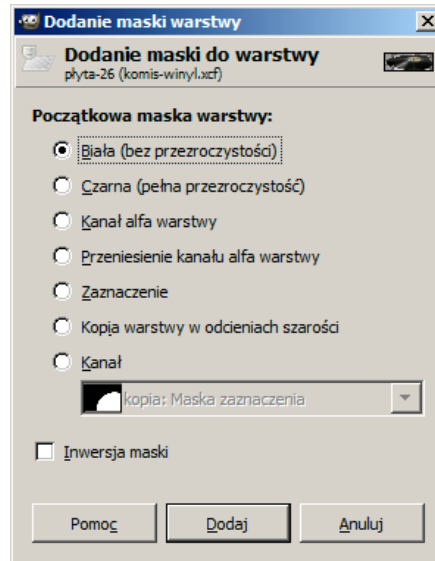 Dodanie maski warstwy
Dodanie maski do warstwy
płyta-26 (komis-winyl.xcf)
Początkowa maska warstwy:
Biała (bez przezroczystości)
Czarna (pełna przezroczystość)
Kanał alfa warstwy
Przeniesienie kanału alfa warstwy
Zaznaczenie
Kopia warstwy w odcieniach szarości
Kanał
kopia: Maska zaznaczenia
Inwersja maski
Pomoc Dodaj Anuluj